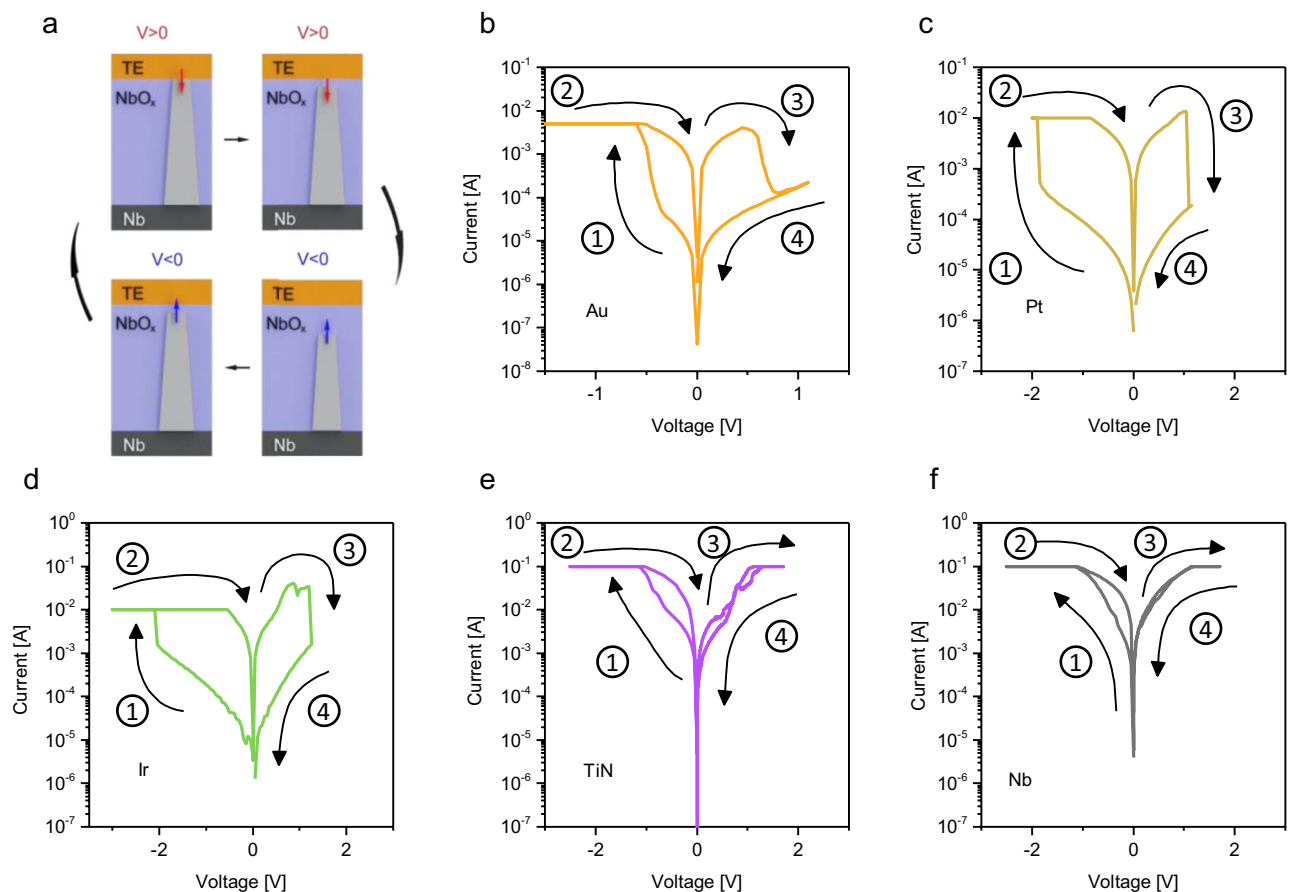 a
V>0
V>0
TE
TE
NbOₓ
NbOₓ
Nb
Nb
V<0
V<0
TE
TE
NbOₓ
NbOₓ
Nb
Nb
b
10⁻¹
10⁻²
10⁻³
10⁻⁴
10⁻⁵
10⁻⁶
10⁻⁷
10⁻⁸
Current [A]
② ③
① ④
Au
-1 0 1
Voltage [V]
c
10⁻¹
10⁻²
10⁻³
10⁻⁴
10⁻⁵
10⁻⁶
10⁻⁷
Current [A]
② ③
① ④
Pt
-2 0 2
Voltage [V]
d
10⁰
10⁻¹
10⁻²
10⁻³
10⁻⁴
10⁻⁵
10⁻⁶
10⁻⁷
Current [A]
② ③
① ④
Ir
-2 0 2
Voltage [V]
e
10⁰
10⁻¹
10⁻²
10⁻³
10⁻⁴
10⁻⁵
10⁻⁶
10⁻⁷
Current [A]
② ③
① ④
TiN
-2 0 2
Voltage [V]
f
10⁰
10⁻¹
10⁻²
10⁻³
10⁻⁴
10⁻⁵
10⁻⁶
10⁻⁷
Current [A]
② ③
① ④
Nb
-2 0 2
Voltage [V]